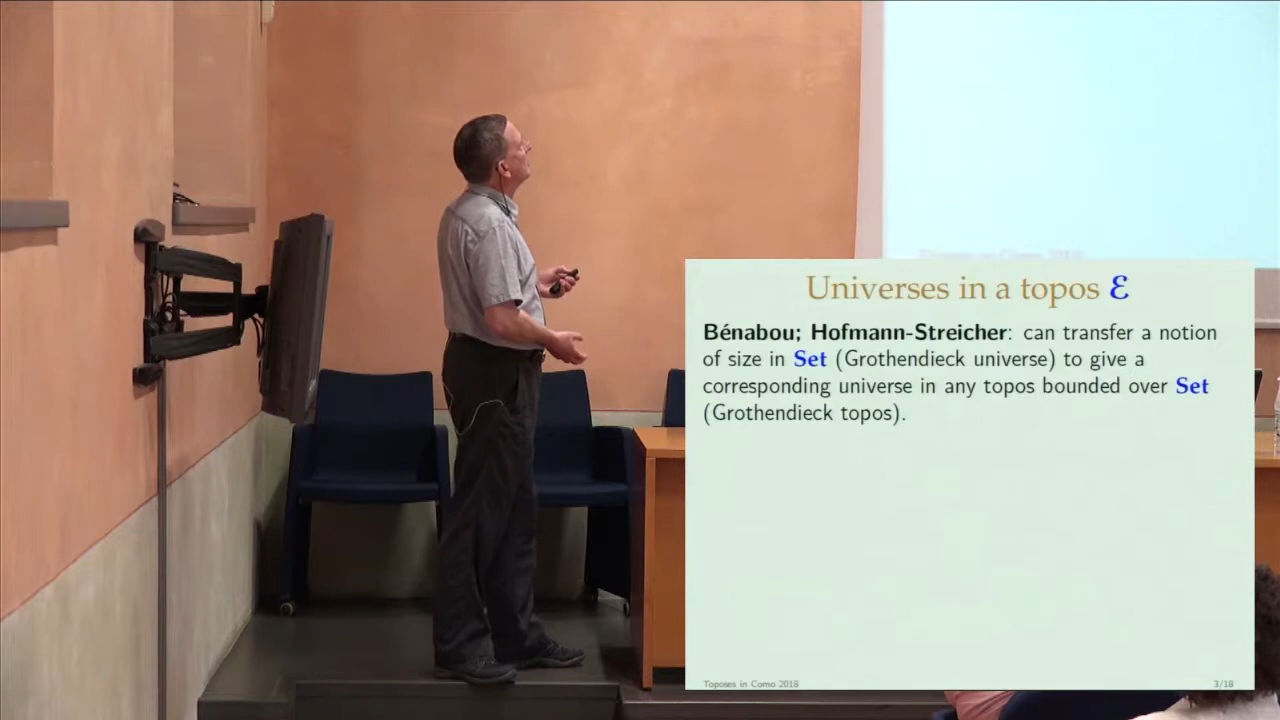 Universes in a topos ℰ
Bénabou; Hofmann-Streicher: can transfer a notion
of size in Set (Grothendieck universe) to give a
corresponding universe in any topos bounded over Set
(Grothendieck topos).
Toposes in Como 2018
3/18